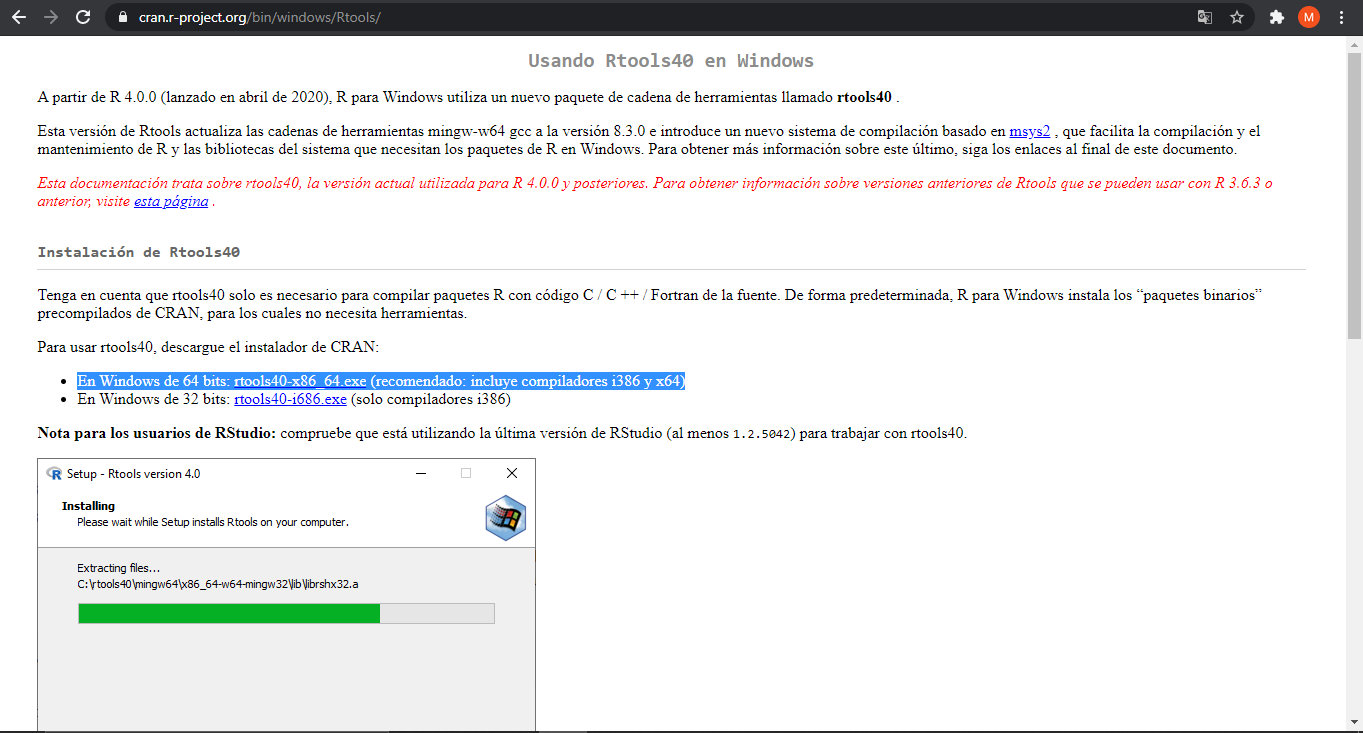 cran.r-project.org/bin/windows/Rtools/
M
Usando Rtools40 en Windows
A partir de R 4.0.0 (lanzado en abril de 2020), R para Windows utiliza un nuevo paquete de cadena de herramientas llamado rtools40 .
Esta versión de Rtools actualiza las cadenas de herramientas mingw-w64 gcc a la versión 8.3.0 e introduce un nuevo sistema de compilación basado en msys2 , que facilita la compilación y el
mantenimiento de R y las bibliotecas del sistema que necesitan los paquetes de R en Windows. Para obtener más información sobre este último, siga los enlaces al final de este documento.
Esta documentación trata sobre rtools40, la versión actual utilizada para R 4.0.0 y posteriores. Para obtener información sobre versiones anteriores de Rtools que se pueden usar con R 3.6.3 o
anterior, visite esta página .
Instalación de Rtools40
Tenga en cuenta que rtools40 solo es necesario para compilar paquetes R con código C / C ++ / Fortran de la fuente. De forma predeterminada, R para Windows instala los “paquetes binarios”
precompilados de CRAN, para los cuales no necesita herramientas.
Para usar rtools40, descargue el instalador de CRAN:
• En Windows de 64 bits: rtools40-x86_64.exe (recomendado: incluye compiladores i386 y x64)
• En Windows de 32 bits: rtools40-i686.exe (solo compiladores i386)
Nota para los usuarios de RStudio: compruebe que está utilizando la última versión de RStudio (al menos 1.2.5042) para trabajar con rtools40.
R Setup - Rtools version 4.0
Installing
Please wait while Setup installs Rtools on your computer.
Extracting files...
C:\rtools40\mingw64\x86_64-w64-mingw32\lib\librshx32.a